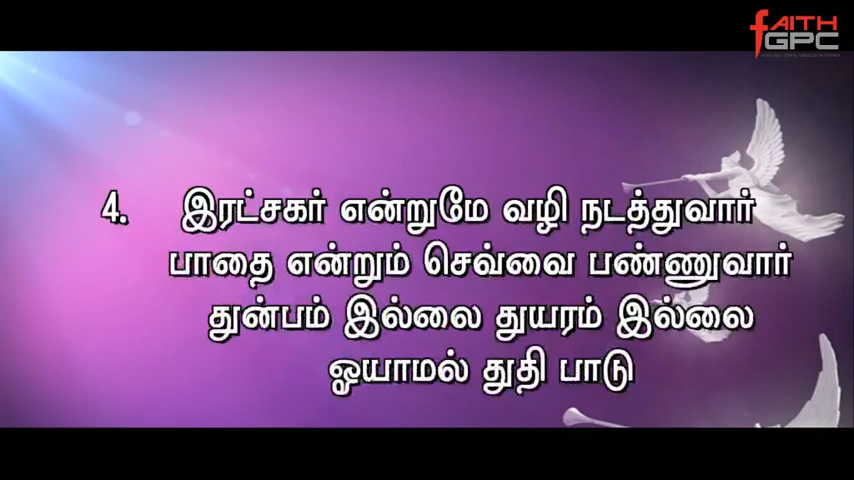 FAITH
GPC
4. இரட்சகர் என்றுமே வழி நடத்துவார்
பாதை என்றும் செவ்வை பண்ணுவார்
துன்பம் இல்லை துயரம் இல்லை
ஓயாமல் துதி பாடு